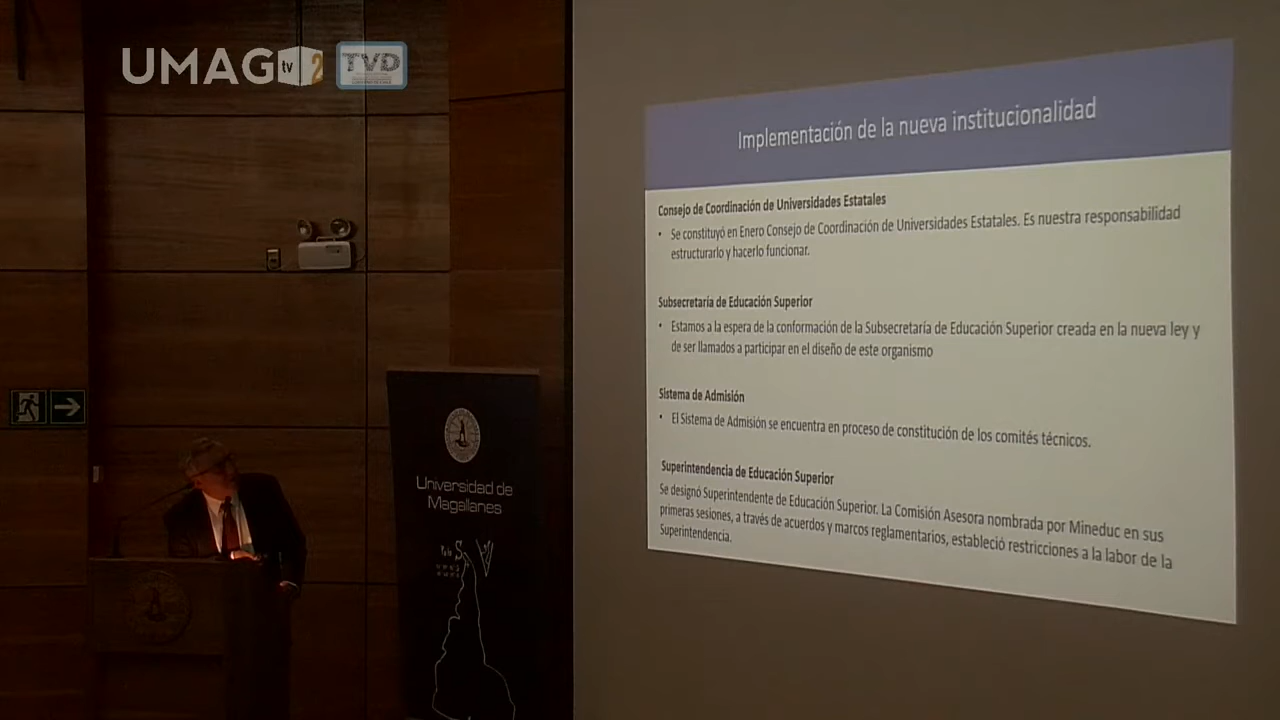 UMAG tv 2 TVD
Implementación de la nueva institucionalidad
Consejo de Coordinación de Universidades Estatales
• Se constituyó en Enero Consejo de Coordinación de Universidades Estatales. Es nuestra responsabilidad
estructurarlo y hacerlo funcionar.
Subsecretaría de Educación Superior
• Estamos a la espera de la conformación de la Subsecretaría de Educación Superior creada en la nueva ley y
de ser llamados a participar en el diseño de este organismo
Sistema de Admisión
• El Sistema de Admisión se encuentra en proceso de constitución de los comités técnicos.
Superintendencia de Educación Superior
Se designó Superintendente de Educación Superior. La Comisión Asesora nombrada por Mineduc en sus
primeras sesiones, a través de acuerdos y marcos reglamentarios, estableció restricciones a la labor de la
Superintendencia.
Universidad de
Magallanes